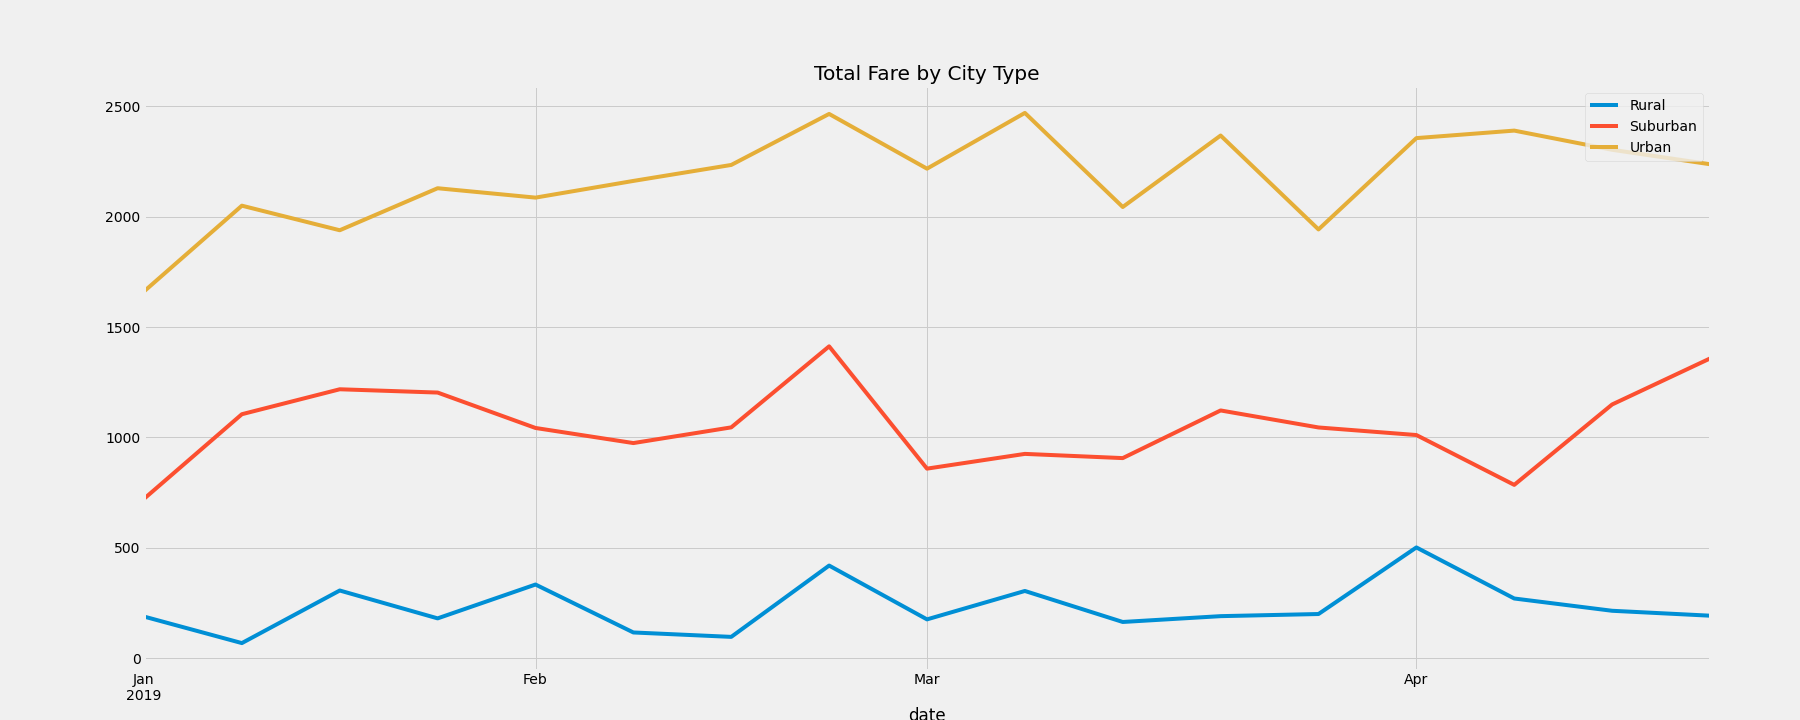 Total Fare by City Type
2500
2000
1500
1000
500
0
Rural
Suburban
Urban
Jan
2019
Feb
Mar
Apr
date